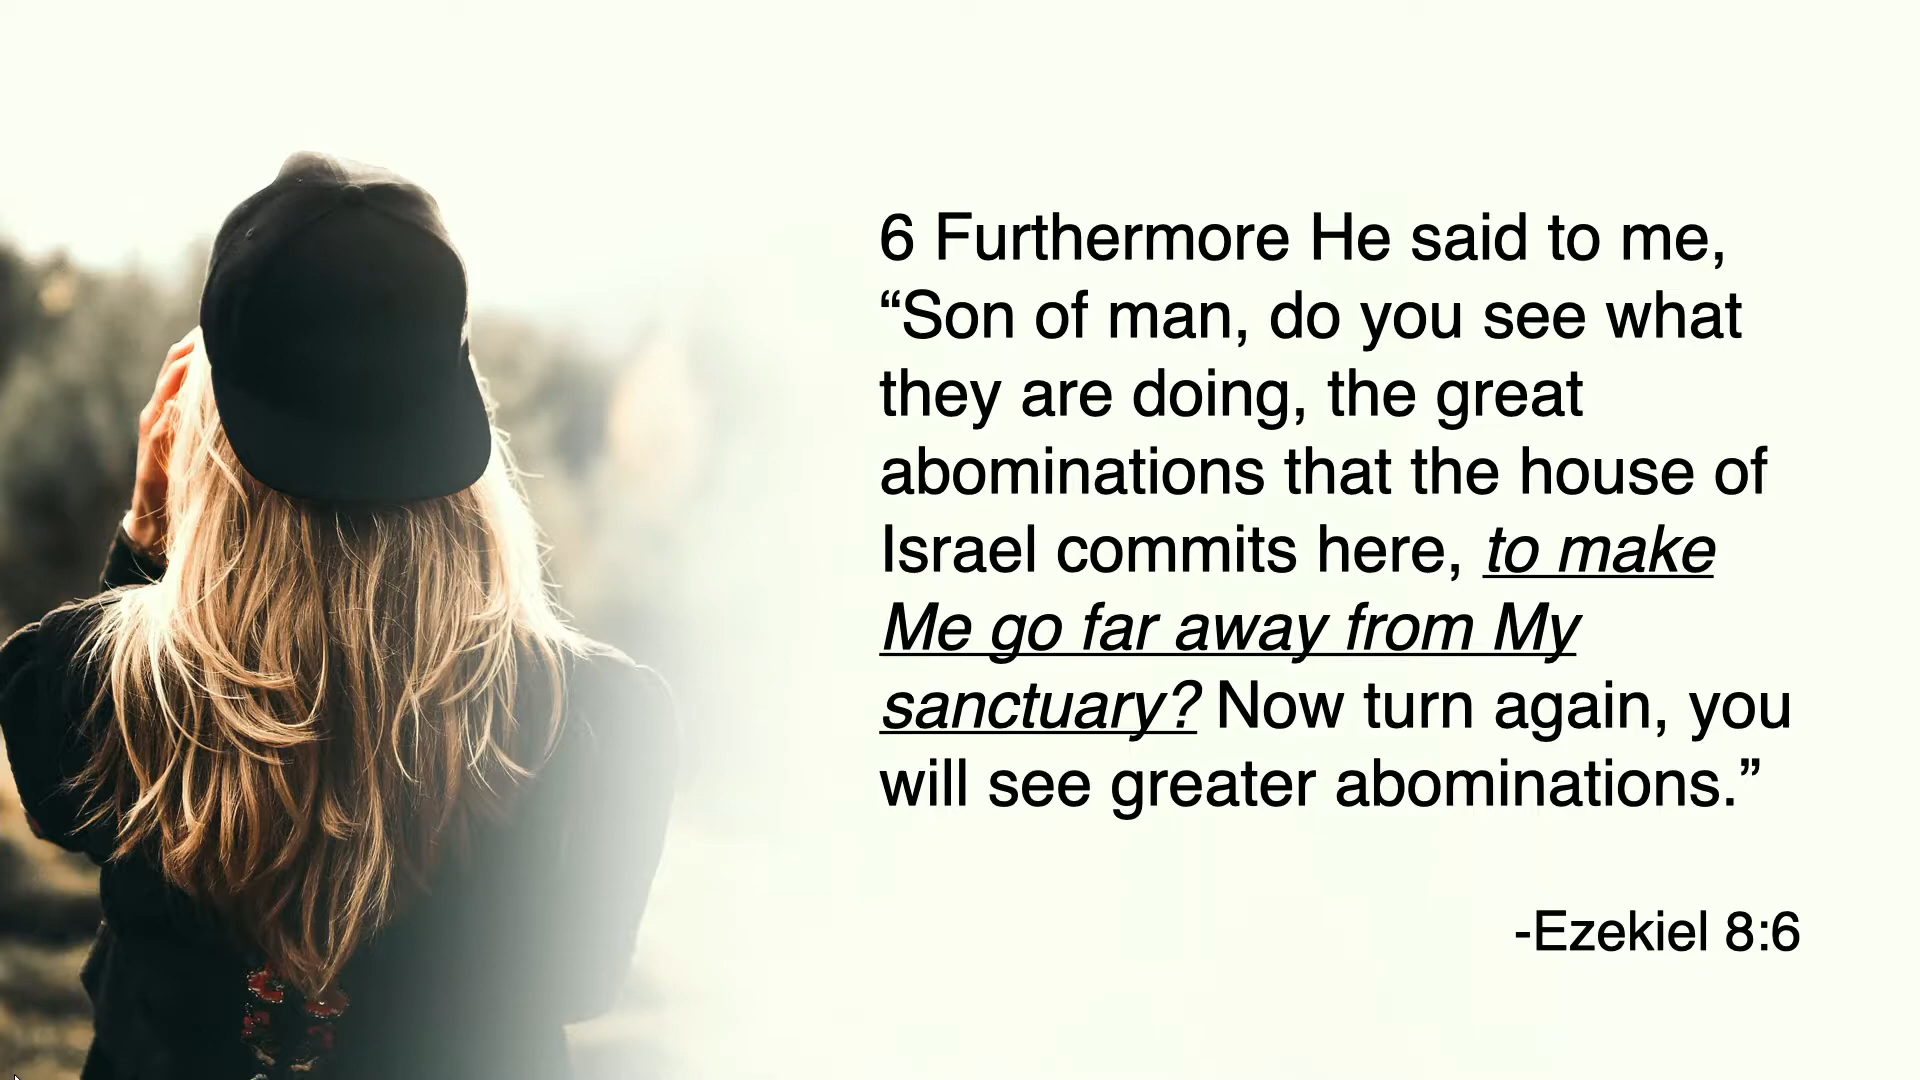 6 Furthermore He said to me,
“Son of man, do you see what
they are doing, the great
abominations that the house of
Israel commits here, to make
Me go far away from My
sanctuary? Now turn again, you
will see greater abominations.”
-Ezekiel 8:6